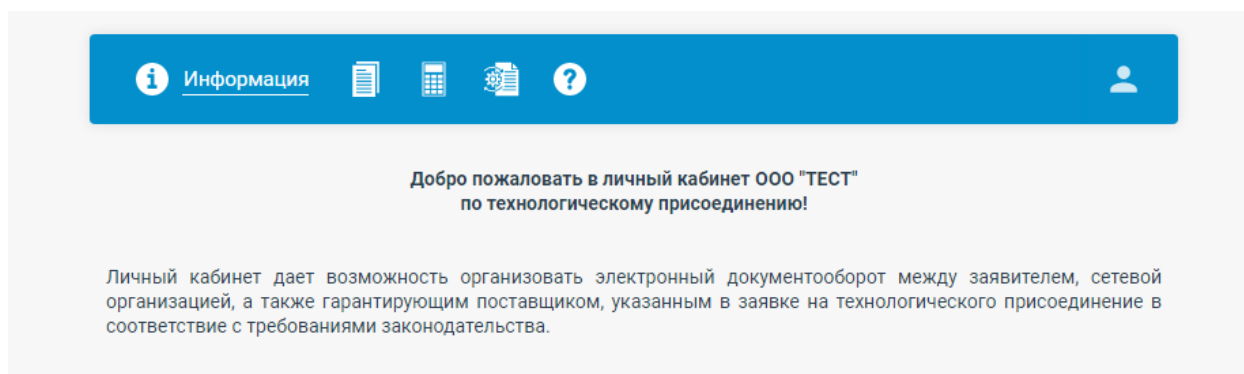 Информация
Добро пожаловать в личный кабинет ООО "ТЕСТ"
по технологическому присоединению!
Личный кабинет дает возможность организовать электронный документооборот между заявителем, сетевой
организацией, а также гарантирующим поставщиком, указанным в заявке на технологического присоединение в
соответствие с требованиями законодательства.